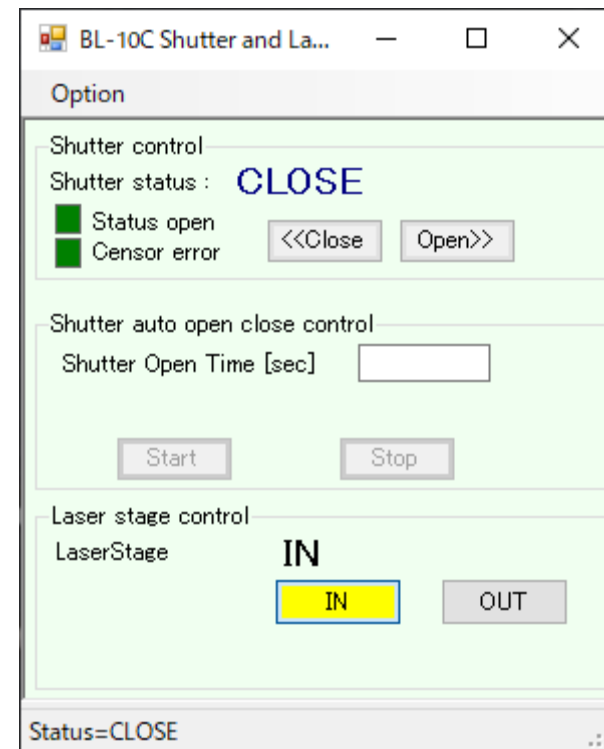 BL-10C Shutter and La...
Option
Shutter control
Shutter status : CLOSE
Status open
Censor error
<<Close Open>>
Shutter auto open close control
Shutter Open Time [sec]
Start Stop
Laser stage control
LaserStage IN
IN OUT
Status=CLOSE